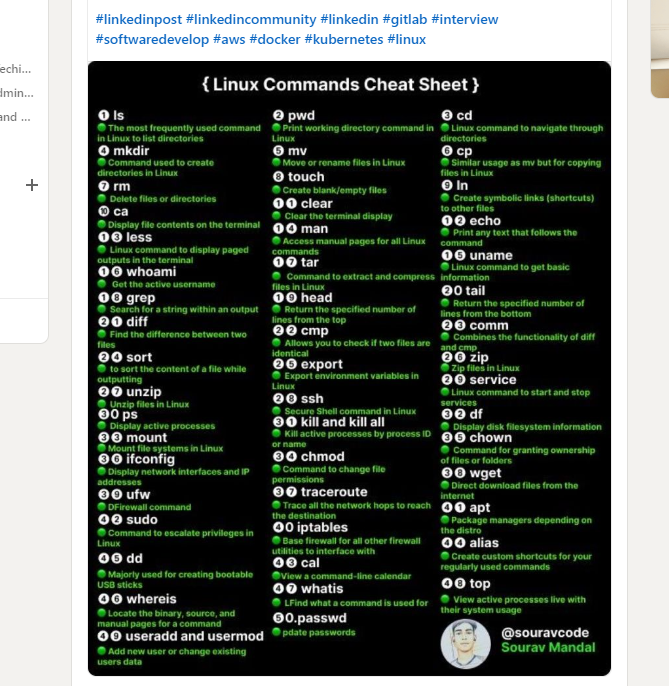 #linkedinpost #linkedincommunity #linkedin #gitlab #interview
#softwaredevelop #aws #docker #kubernetes #linux
echi...
dmin...
and ...
+
{ Linux Commands Cheat Sheet }
1 ls
The most frequently used command
in Linux to list directories
2 pwd
Print working directory command in
Linux
3 cd
Linux command to navigate through
directories
4 mkdir
Command used to create
directories in Linux
5 mv
Move or rename files in Linux
6 cp
Similar usage as mv but for copying
files in Linux
7 rm
Delete files or directories
8 touch
Create blank/empty files
9 ln
Create symbolic links (shortcuts)
to other files
10 ca
Display file contents on the terminal
11 clear
Clear the terminal display
12 echo
Print any text that follows the
command
13 less
Linux command to display paged
outputs in the terminal
14 man
Access manual pages for all Linux
commands
15 uname
Linux command to get basic
information
16 whoami
Get the active username
17 tar
Command to extract and compress
files in Linux
20 tail
Return the specified number of
lines from the bottom
18 grep
Search for a string within an output
19 head
Return the specified number of
lines from the top
23 comm
Combines the functionality of diff
and cmp
21 diff
Find the difference between two
files
22 cmp
Allows you to check if two files are
identical
26 zip
Zip files in Linux
24 sort
to sort the content of a file while
outputting
25 export
Export environment variables in
Linux
29 service
Linux command to start and stop
services
27 unzip
Unzip files in Linux
28 ssh
Secure Shell command in Linux
32 df
Display disk filesystem information
30 ps
Display active processes
31 kill and kill all
Kill active processes by process ID
or name
35 chown
Command for granting ownership
of files or folders
33 mount
Mount file systems in Linux
34 chmod
Command to change file
permissions
38 wget
Direct download files from the
internet
36 ifconfig
Display network interfaces and IP
addresses
37 traceroute
Trace all the network hops to reach
the destination
41 apt
Package managers depending on
the distro
39 ufw
DFirewall command
40 iptables
Base firewall for all other firewall
utilities to interface with
44 alias
Create custom shortcuts for your
regularly used commands
42 sudo
Command to escalate privileges in
Linux
43 cal
View a command-line calendar
48 top
View active processes live with
their system usage
45 dd
Majorly used for creating bootable
USB sticks
47 whatis
LFind what a command is used for
46 whereis
Locate the binary, source, and
manual pages for a command
50.passwd
pdate passwords
49 useradd and usermod
Add new user or change existing
users data
@souravcode
Sourav Mandal